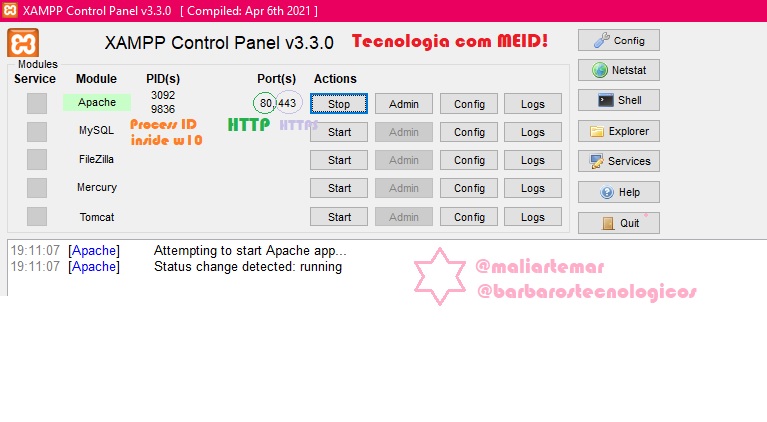 XAMPP Control Panel v3.3.0   [ Compiled: Apr 6th 2021 ]
XAMPP Control Panel v3.3.0 Tecnologia com MEID! Config
Modules
Service Module PID(s) Port(s) Actions Netstat
Apache 3092 9836 80, 443 Stop Admin Config Logs Shell
MySQL Process ID inside w10 HTTP HTTPS Start Admin Config Logs Explorer
FileZilla Start Admin Config Logs Services
Mercury Start Admin Config Logs Help
Tomcat Start Admin Config Logs Quit
19:11:07 [Apache] Attempting to start Apache app...
19:11:07 [Apache] Status change detected: running
@maliartemar
@barbarostecnologicos